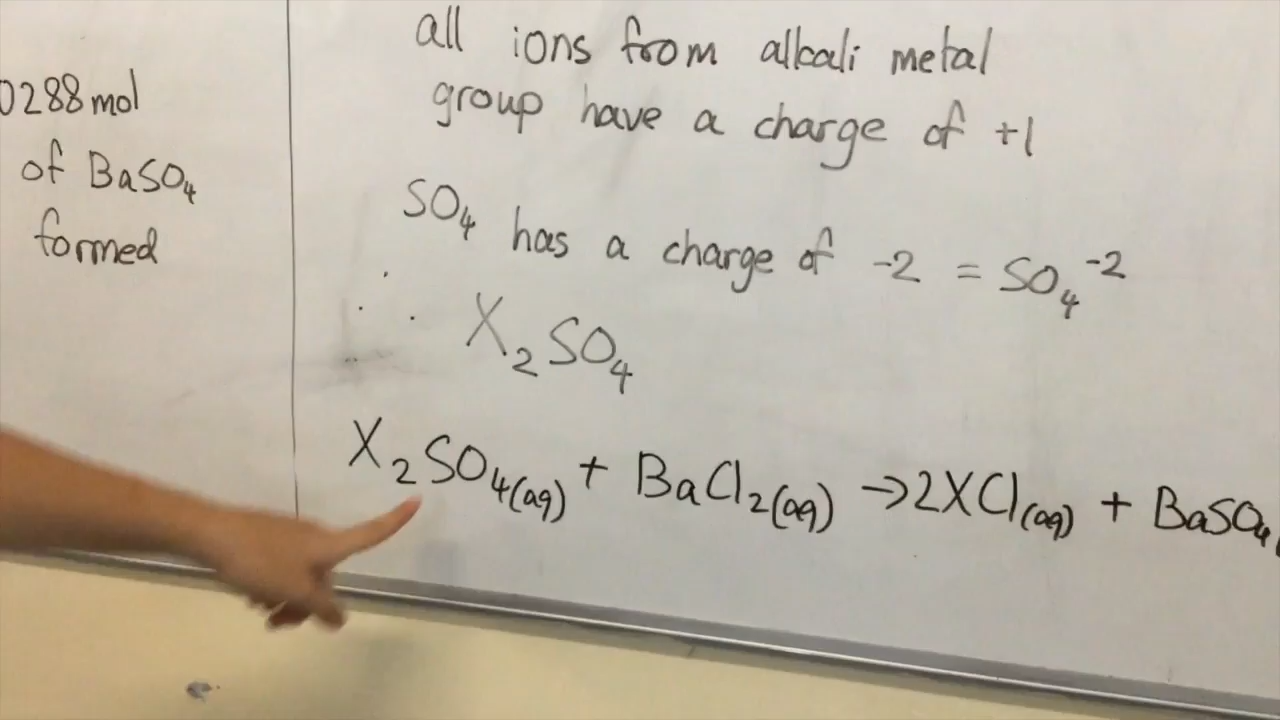 0288 mol
of BaSO₄
formed
all ions from alkali metal
group have a charge of +1
SO₄ has a charge of -2 = SO₄⁻²
∴ X₂SO₄
X₂SO₄(aq) + BaCl₂(aq) → 2XCl(aq) + BaSO₄(